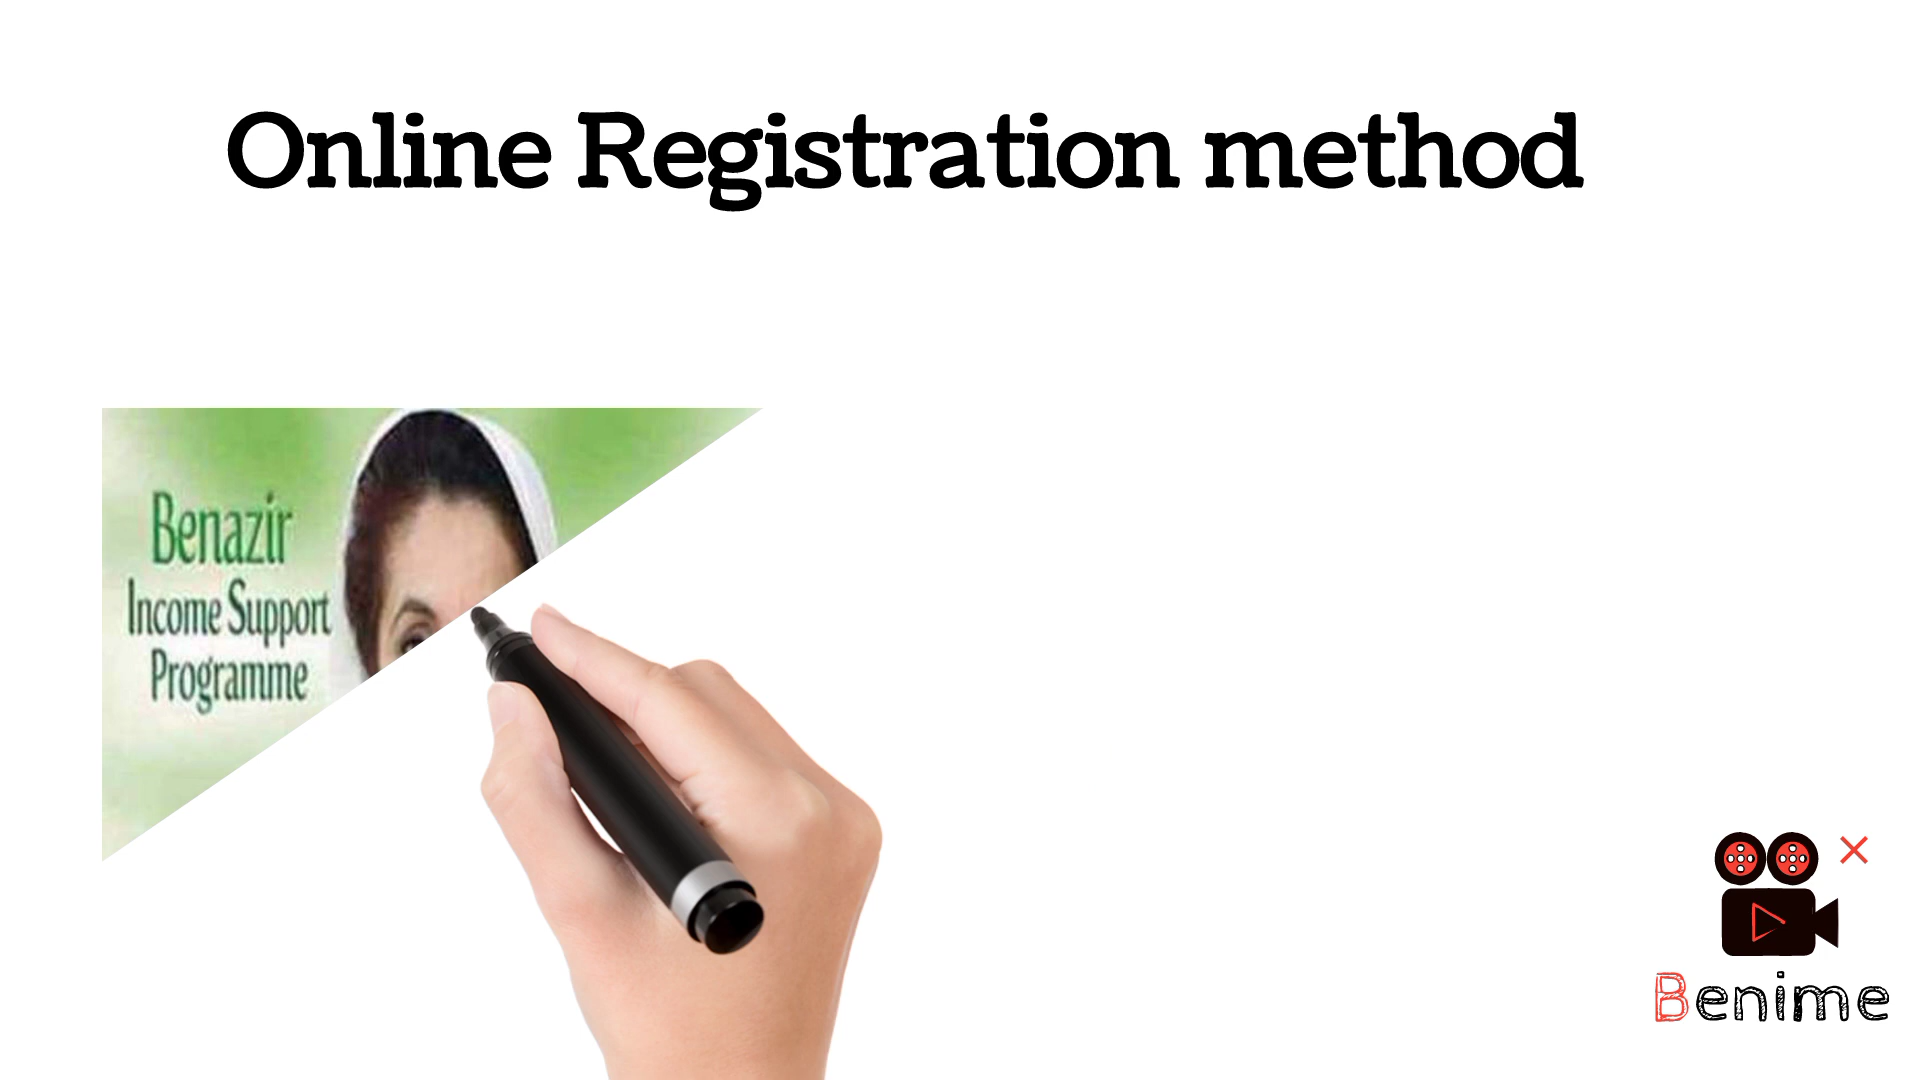 Online Registration method
Benazir
Income Support
Programme
Benime